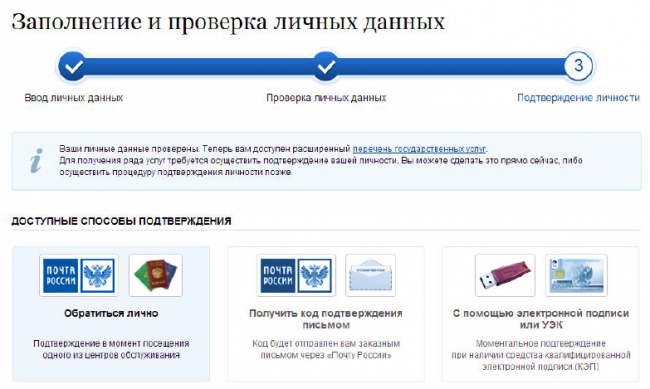 Заполнение и проверка личных данных
3
Ввод личных данных
Проверка личных данных
Подтверждение личности
Ваши личные данные проверены. Теперь вам доступен расширенный перечень государственных услуг.
Для получения ряда услуг требуется осуществить подтверждение вашей личности. Вы можете сделать это прямо сейчас, либо
осуществить процедуру подтверждения личности позже.
ДОСТУПНЫЕ СПОСОБЫ ПОДТВЕРЖДЕНИЯ
ПОЧТА
РОССИИ
Обратиться лично
Подтверждение в момент посещения
одного из центров обслуживания
ПОЧТА
РОССИИ
Получить код подтверждения
письмом
Код будет отправлен вам заказным
письмом через «Почту России»
С помощью электронной подписи
или УЭК
Моментальное подтверждение
при наличии средства квалифицированной
электронной подписи (КЭП)